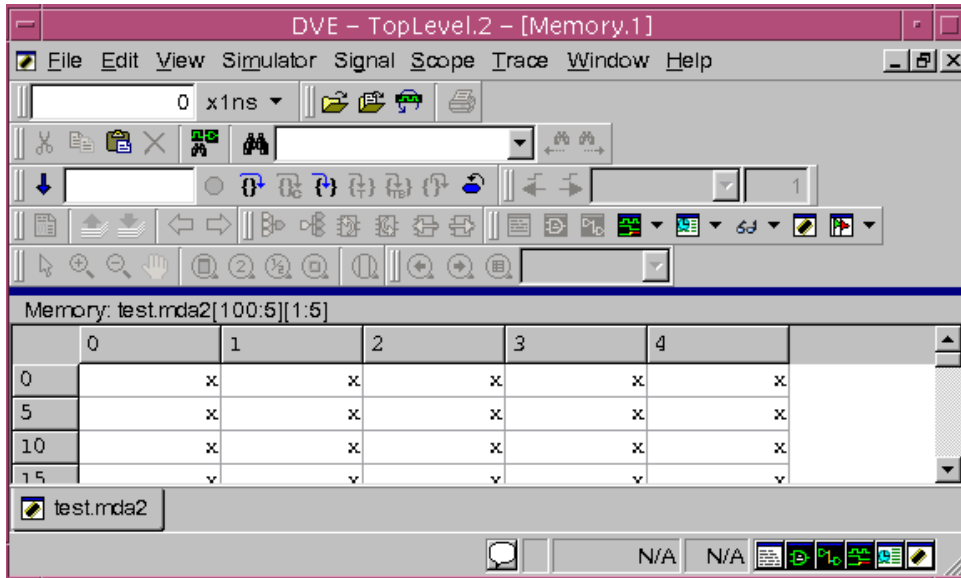 DVE – TopLevel.2 – [Memory.1]
File Edit View Simulator Signal Scope Trace Window Help
0 x1ns
1
Memory: test.mda2[100:5][1:5]
0 1 2 3 4
0 x x x x x
5 x x x x x
10 x x x x x
15 x x x x x
test.mda2
N/A N/A